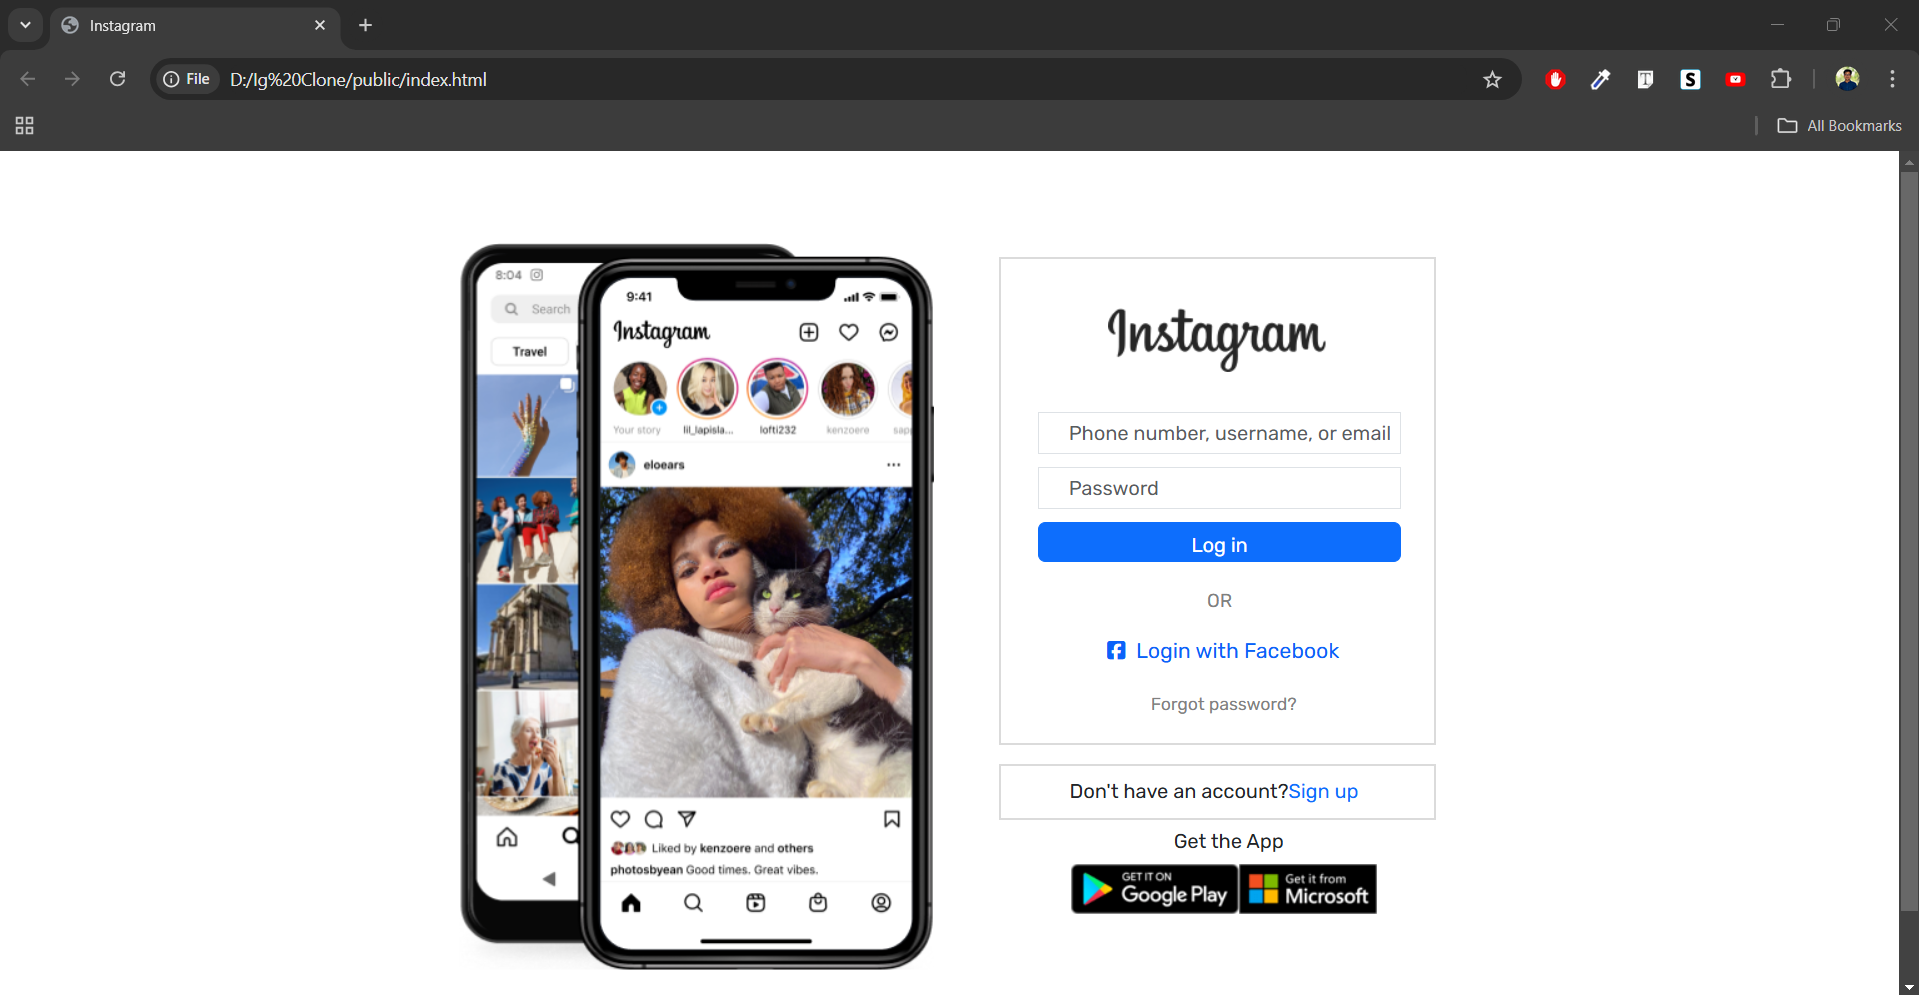 Instagram
File
D:/Ig%20Clone/public/index.html
All Bookmarks
8:04
Search
Travel
9:41
Instagram
Your story
lil_lapisla...
lofti232
kenzoere
sapp
eloears
Liked by kenzoere and others
photosbyean Good times. Great vibes.
Instagram
Phone number, username, or email
Password
Log in
OR
Login with Facebook
Forgot password?
Don't have an account?Sign up
Get the App
GET IT ON
Google Play
Get it from
Microsoft